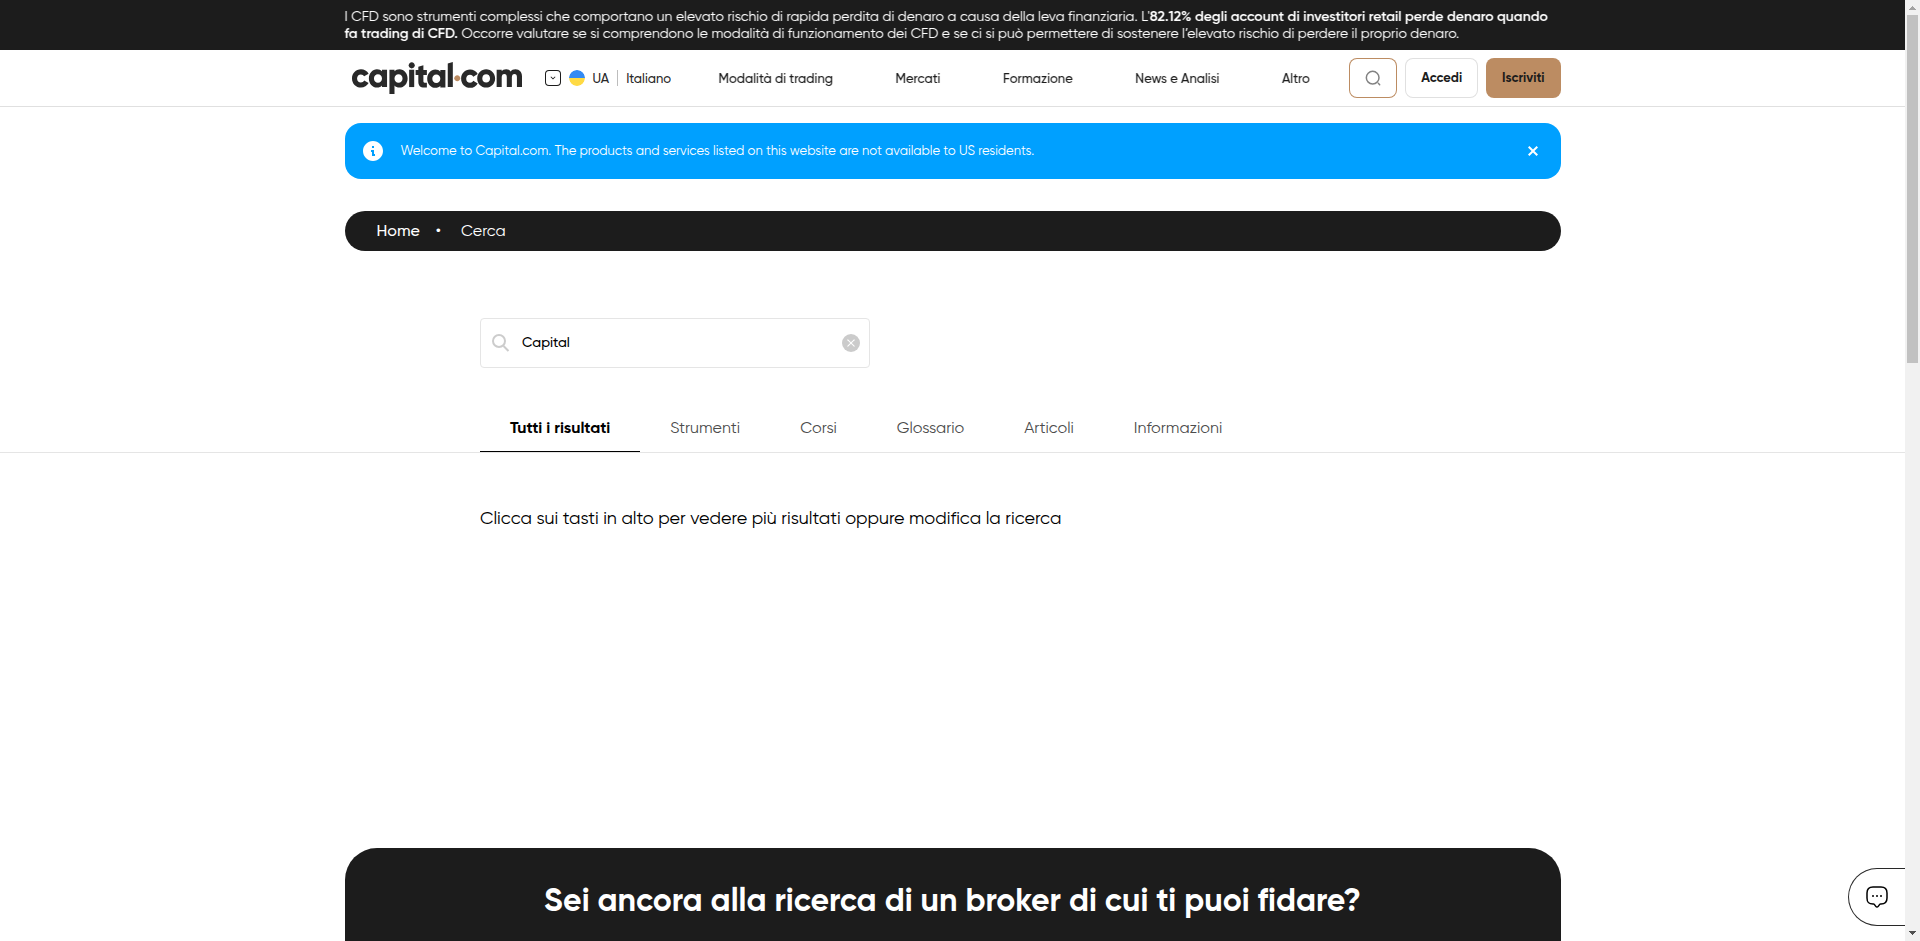 I CFD sono strumenti complessi che comportano un elevato rischio di rapida perdita di denaro a causa della leva finanziaria. L'82.12% degli account di investitori retail perde denaro quando
fa trading di CFD. Occorre valutare se si comprendono le modalità di funzionamento dei CFD e se ci si può permettere di sostenere l'elevato rischio di perdere il proprio denaro.
capital.com UA Italiano Modalità di trading Mercati Formazione News e Analisi Altro Accedi Iscriviti
Welcome to Capital.com. The products and services listed on this website are not available to US residents.
Home • Cerca
Capital
Tutti i risultati Strumenti Corsi Glossario Articoli Informazioni
Clicca sui tasti in alto per vedere più risultati oppure modifica la ricerca
Sei ancora alla ricerca di un broker di cui ti puoi fidare?